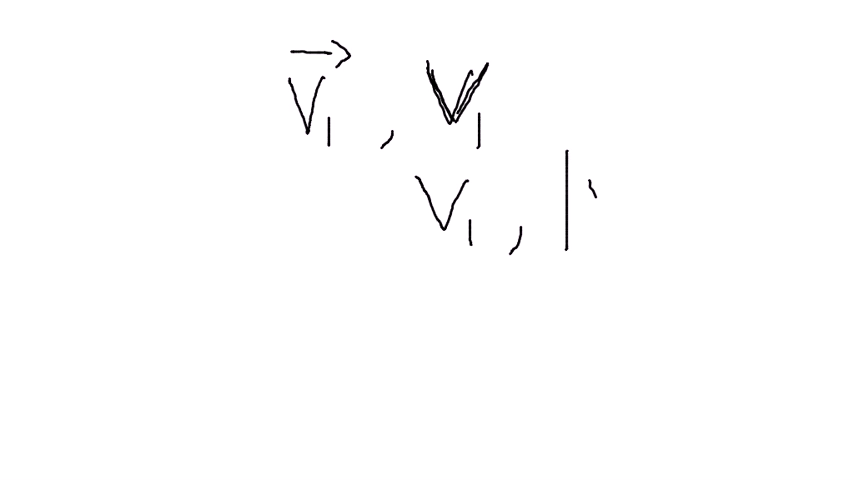 V⃗₁ , 𝐕₁
V₁ , |